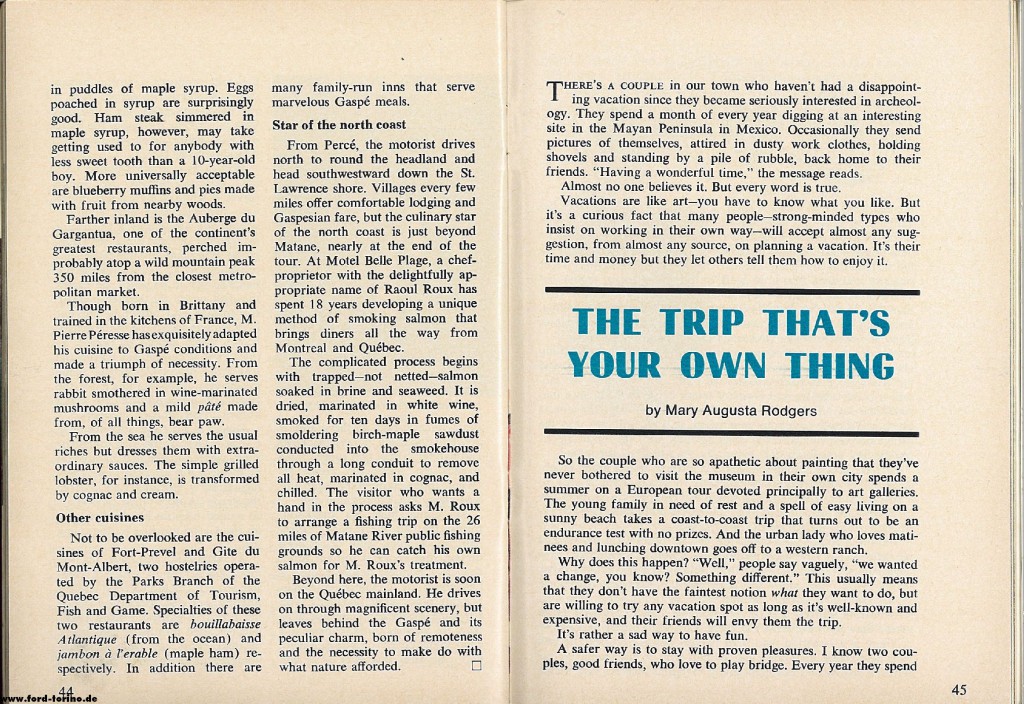 in puddles of maple syrup. Eggs
poached in syrup are surprisingly
good. Ham steak simmered in
maple syrup, however, may take
getting used to for anybody with
less sweet tooth than a 10-year-old
boy. More universally acceptable
are blueberry muffins and pies made
with fruit from nearby woods.
Farther inland is the Auberge du
Gargantua, one of the continent's
greatest restaurants, perched im-
probably atop a wild mountain peak
350 miles from the closest metro-
politan market.
Though born in Brittany and
trained in the kitchens of France, M.
Pierre Péresse has exquisitely adapted
his cuisine to Gaspé conditions and
made a triumph of necessity. From
the forest, for example, he serves
rabbit smothered in wine-marinated
mushrooms and a mild pâté made
from, of all things, bear paw.
From the sea he serves the usual
riches but dresses them with extra-
ordinary sauces. The simple grilled
lobster, for instance, is transformed
by cognac and cream.
Other cuisines
Not to be overlooked are the cui-
sines of Fort-Prevel and Gite du
Mont-Albert, two hostelries opera-
ted by the Parks Branch of the
Quebec Department of Tourism,
Fish and Game. Specialties of these
two restaurants are bouillabaisse
Atlantique (from the ocean) and
jambon à l'erable (maple ham) re-
spectively. In addition there are
44
www.ford-torino.de
many family-run inns that serve
marvelous Gaspé meals.
Star of the north coast
From Percé, the motorist drives
north to round the headland and
head southwestward down the St.
Lawrence shore. Villages every few
miles offer comfortable lodging and
Gaspesian fare, but the culinary star
of the north coast is just beyond
Matane, nearly at the end of the
tour. At Motel Belle Plage, a chef-
proprietor with the delightfully ap-
propriate name of Raoul Roux has
spent 18 years developing a unique
method of smoking salmon that
brings diners all the way from
Montreal and Québec.
The complicated process begins
with trapped—not netted—salmon
soaked in brine and seaweed. It is
dried, marinated in white wine,
smoked for ten days in fumes of
smoldering birch-maple sawdust
conducted into the smokehouse
through a long conduit to remove
all heat, marinated in cognac, and
chilled. The visitor who wants a
hand in the process asks M. Roux
to arrange a fishing trip on the 26
miles of Matane River public fishing
grounds so he can catch his own
salmon for M. Roux's treatment.
Beyond here, the motorist is soon
on the Québec mainland. He drives
on through magnificent scenery, but
leaves behind the Gaspé and its
peculiar charm, born of remoteness
and the necessity to make do with
what nature afforded. □
THERE'S A COUPLE in our town who haven't had a disappoint-
ing vacation since they became seriously interested in archeol-
ogy. They spend a month of every year digging at an interesting
site in the Mayan Peninsula in Mexico. Occasionally they send
pictures of themselves, attired in dusty work clothes, holding
shovels and standing by a pile of rubble, back home to their
friends. "Having a wonderful time," the message reads.
Almost no one believes it. But every word is true.
Vacations are like art—you have to know what you like. But
it's a curious fact that many people—strong-minded types who
insist on working in their own way—will accept almost any sug-
gestion, from almost any source, on planning a vacation. It's their
time and money but they let others tell them how to enjoy it.
THE TRIP THAT'S
YOUR OWN THING
by Mary Augusta Rodgers
So the couple who are so apathetic about painting that they've
never bothered to visit the museum in their own city spends a
summer on a European tour devoted principally to art galleries.
The young family in need of rest and a spell of easy living on a
sunny beach takes a coast-to-coast trip that turns out to be an
endurance test with no prizes. And the urban lady who loves mati-
nees and lunching downtown goes off to a western ranch.
Why does this happen? "Well," people say vaguely, "we wanted
a change, you know? Something different." This usually means
that they don't have the faintest notion what they want to do, but
are willing to try any vacation spot as long as it's well-known and
expensive, and their friends will envy them the trip.
It's rather a sad way to have fun.
A safer way is to stay with proven pleasures. I know two cou-
ples, good friends, who love to play bridge. Every year they spend
45